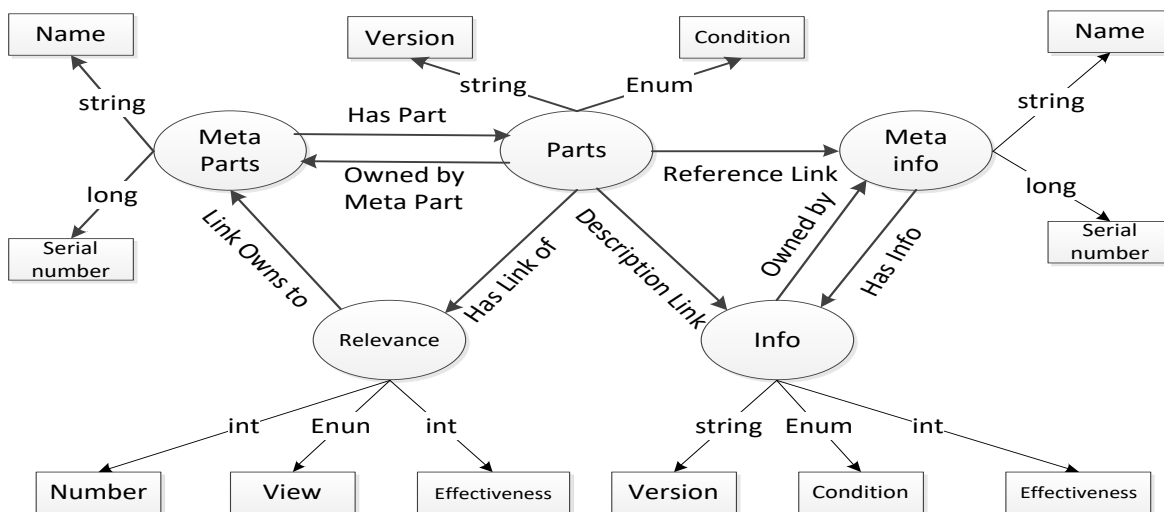 Name
Version
Condition
Name
string
string
Enum
string
Has Part
Meta
Parts
Parts
Meta
info
Owned by
Meta Part
Reference Link
long
long
Serial
number
Link Owns to
Has Link of
Description Link
Owned by
Has Info
Serial
number
Relevance
Info
int
Enun
int
string
Enum
int
Number
View
Effectiveness
Version
Condition
Effectiveness